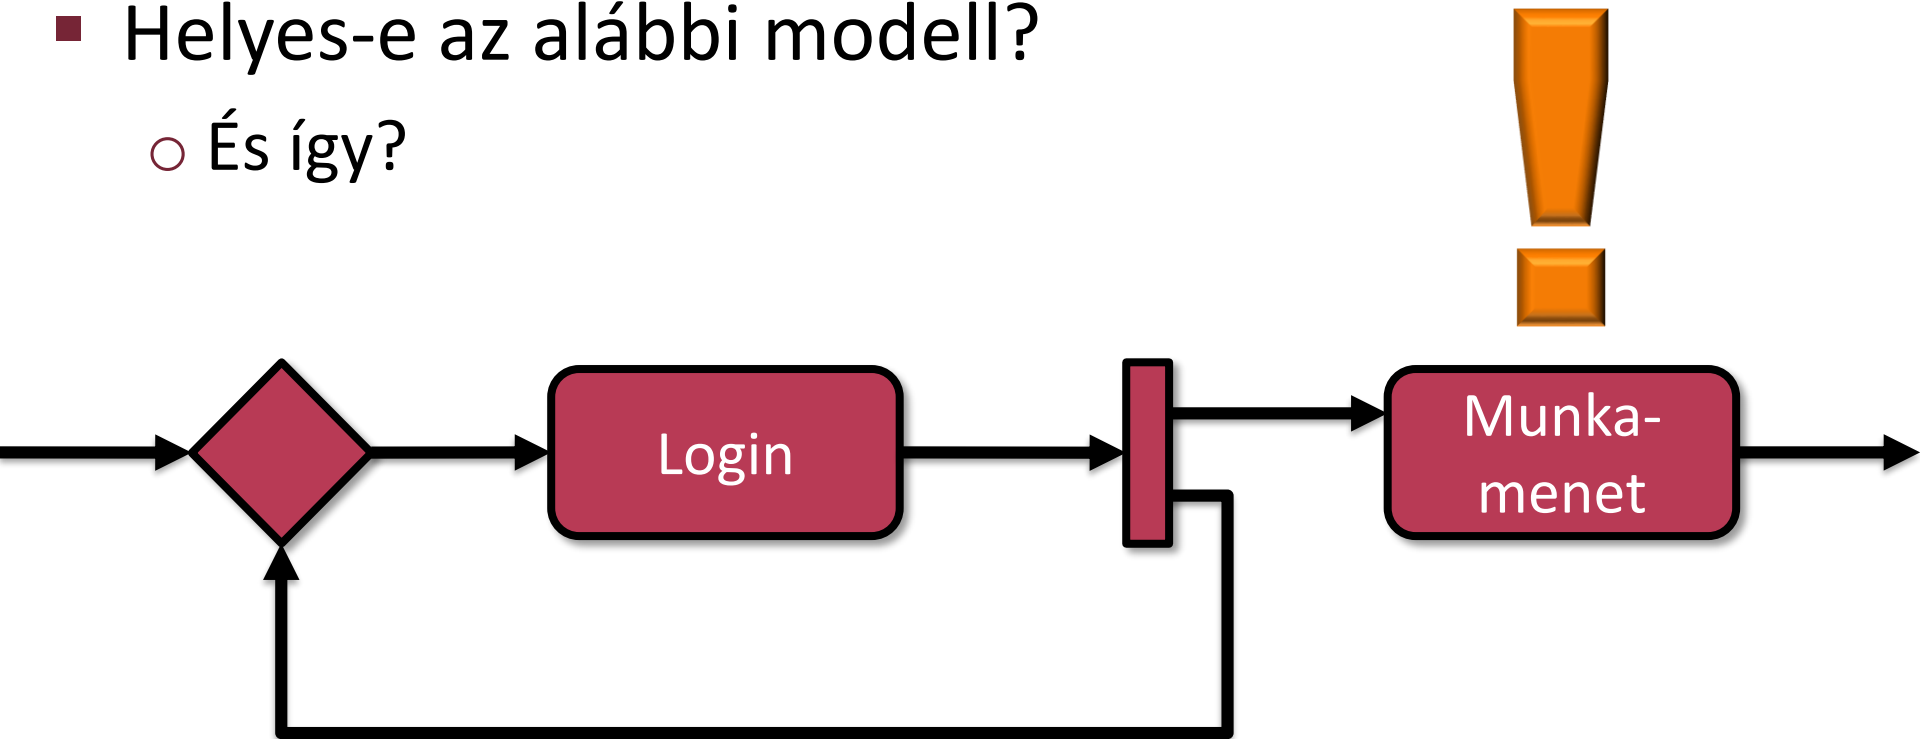 Helyes-e az alábbi modell?
És így?
Login
Munka-
menet